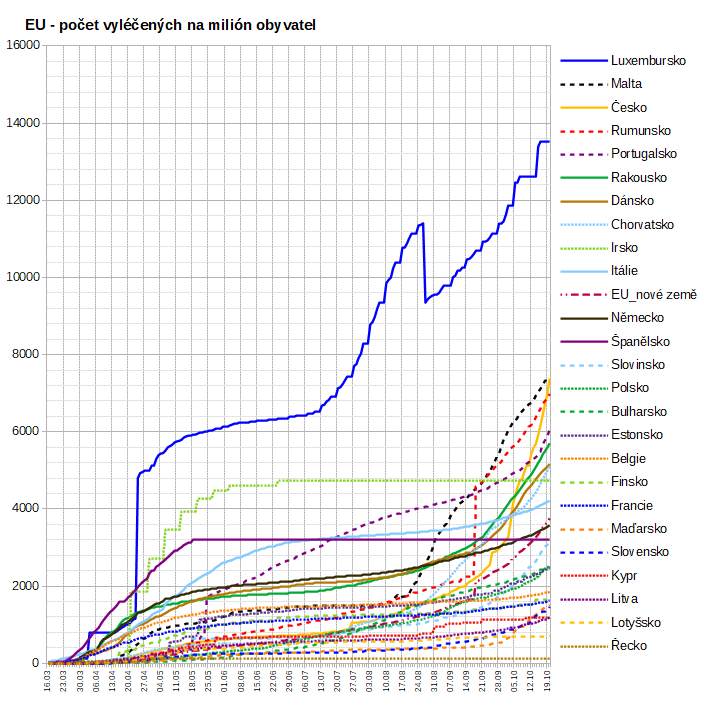 EU - počet vyléčených na milión obyvatel
16000
14000
12000
10000
8000
6000
4000
2000
0
16.03 23.03 30.03 06.04 13.04 20.04 27.04 04.05 11.05 18.05 25.05 01.06 08.06 15.06 22.06 29.06 06.07 13.07 20.07 27.07 03.08 10.08 17.08 24.08 31.08 07.09 14.09 21.09 28.09 05.10 12.10 19.10
Luxembursko
Malta
Česko
Rumunsko
Portugalsko
Rakousko
Dánsko
Chorvatsko
Irsko
Itálie
EU_nové země
Německo
Španělsko
Slovinsko
Polsko
Bulharsko
Estonsko
Belgie
Finsko
Francie
Maďarsko
Slovensko
Kypr
Litva
Lotyšsko
Řecko